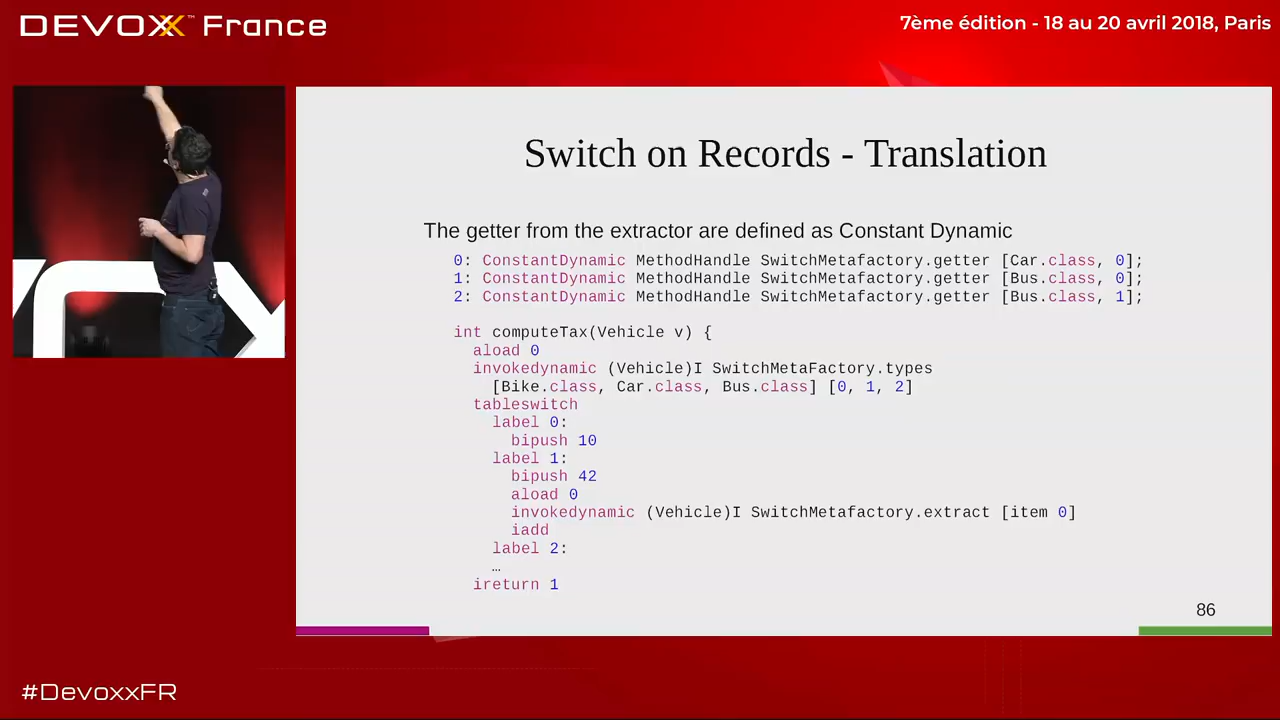 DEVOXX™ France
7ème édition - 18 au 20 avril 2018, Paris
Switch on Records - Translation
The getter from the extractor are defined as Constant Dynamic
0: ConstantDynamic MethodHandle SwitchMetafactory.getter [Car.class, 0];
1: ConstantDynamic MethodHandle SwitchMetafactory.getter [Bus.class, 0];
2: ConstantDynamic MethodHandle SwitchMetafactory.getter [Bus.class, 1];
int computeTax(Vehicle v) {
aload 0
invokedynamic (Vehicle)I SwitchMetaFactory.types
[Bike.class, Car.class, Bus.class] [0, 1, 2]
tableswitch
label 0:
bipush 10
label 1:
bipush 42
aload 0
invokedynamic (Vehicle)I SwitchMetafactory.extract [item 0]
iadd
label 2:
…
ireturn 1
86
#DevoxxFR